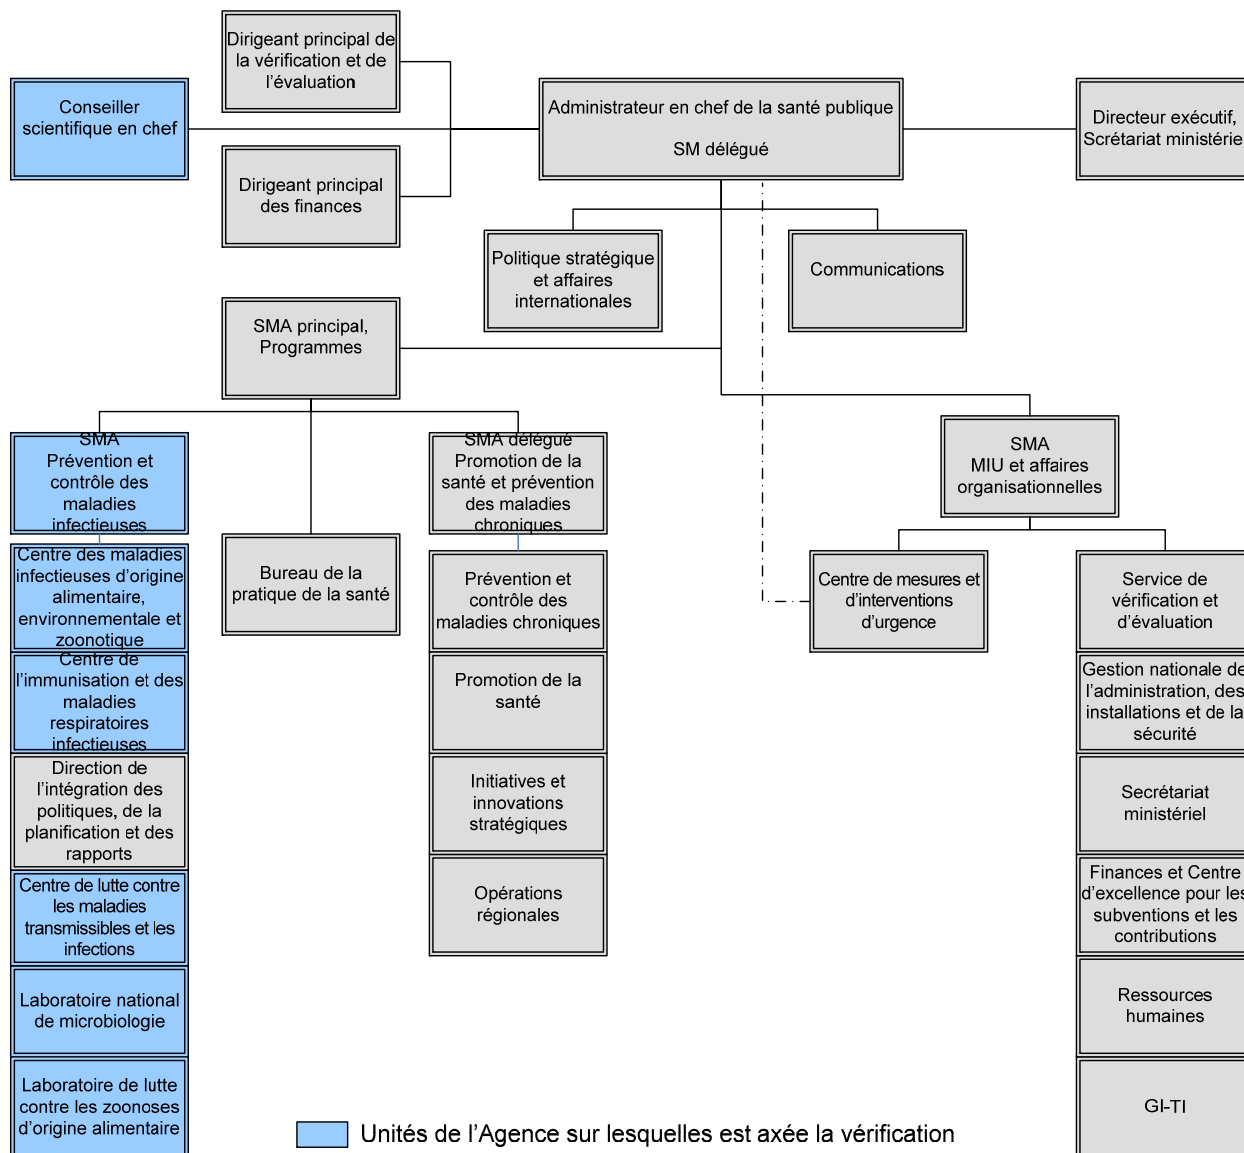 Dirigeant principal de
la vérification et de
l'évaluation
Conseiller
scientifique en chef
Administrateur en chef de la santé publique
SM délégué
Directeur exécutif,
Scrétariat ministérie
Dirigeant principal
des finances
Politique stratégique
et affaires
internationales
Communications
SMA principal,
Programmes
SMA
Prévention et
contrôle des
maladies
infectieuses
SMA délégué
Promotion de la
santé et prévention
des maladies
chroniques
SMA
MIU et affaires
organisationnelles
Centre des maladies
infectieuses d'origine
alimentaire,
environnementale et
zoonotique
Bureau de la
pratique de la santé
Prévention et
contrôle des
maladies chroniques
Centre de mesures et
d'interventions
d'urgence
Service de
vérification et
d'évaluation
Centre de
l'immunisation et des
maladies
respiratoires
infectieuses
Promotion de la
santé
Gestion nationale de
l'administration, des
installations et de la
sécurité
Direction de
l'intégration des
politiques, de la
planification et des
rapports
Initiatives et
innovations
stratégiques
Secrétariat
ministériel
Centre de lutte contre
les maladies
transmissibles et les
infections
Opérations
régionales
Finances et Centre
d'excellence pour les
subventions et les
contributions
Laboratoire national
de microbiologie
Ressources
humaines
Laboratoire de lutte
contre les zoonoses
d'origine alimentaire
GI-TI
Unités de l'Agence sur lesquelles est axée la vérification